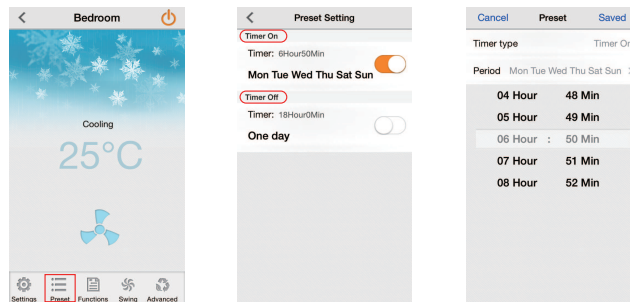 Bedroom
Cooling
25°C
Settings Preset Functions Swing Advanced
Preset Setting
Timer On
Timer: 6Hour50Min
Mon Tue Wed Thu Sat Sun
Timer Off
Timer: 18Hour0Min
One day
Cancel Preset Saved
Timer type Timer On
Period Mon Tue Wed Thu Sat Sun
04 Hour 48 Min
05 Hour 49 Min
06 Hour : 50 Min
07 Hour 51 Min
08 Hour 52 Min